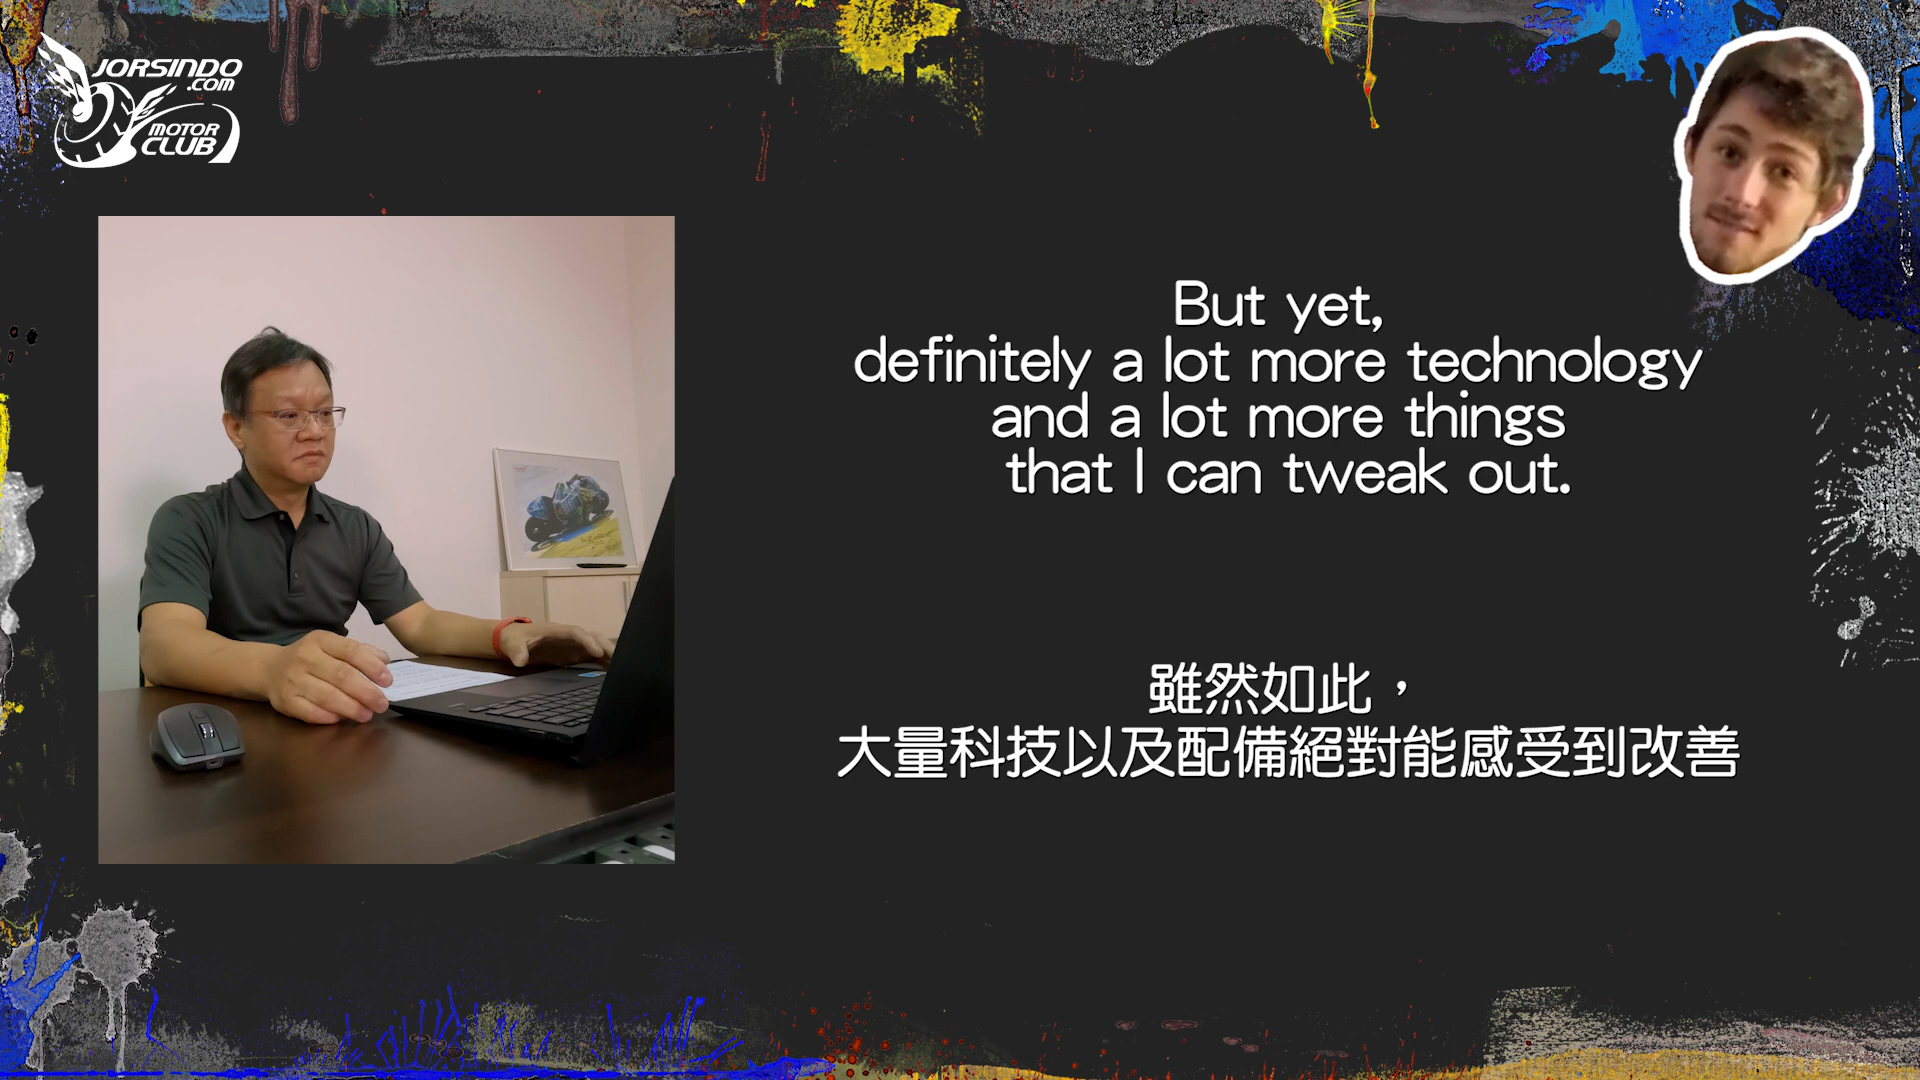 JORSINDO
.COM
MOTOR
CLUB
But yet,
definitely a lot more technology
and a lot more things
that I can tweak out.
雖然如此，
大量科技以及配備絕對能感受到改善